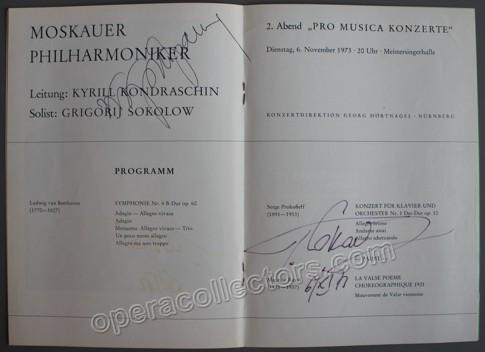 MOSKAUER
PHILHARMONIKER
Leitung: KYRILL KONDRASCHIN
Solist: GRIGORIJ SOKOLOW
PROGRAMM
Ludwig van Beethoven
(1770—1827)
SYMPHONIE Nr. 4 B-Dur op. 60
Adagio — Allegro vivace
Adagio
Menuetto Allegro vivace — Trio
Un poco meno allegro
Allegro ma non troppo
2. Abend „PRO MUSICA KONZERTE“
Dienstag, 6. November 1973 · 20 Uhr · Meistersingerhalle
KONZERTDIREKTION GEORG HÖRTNAGEL · NÜRNBERG
Serge Prokofieff
(1891—1953)
KONZERT FÜR KLAVIER UND
ORCHESTER Nr. 1 Des-Dur op. 10
Allegro brioso
Andante assai
Allegro scherzando
PAUSE
LA VALSE POEME
CHOREOGRAPHIQUE 1921
Mouvement de Valse viennoise
operacollectors.com